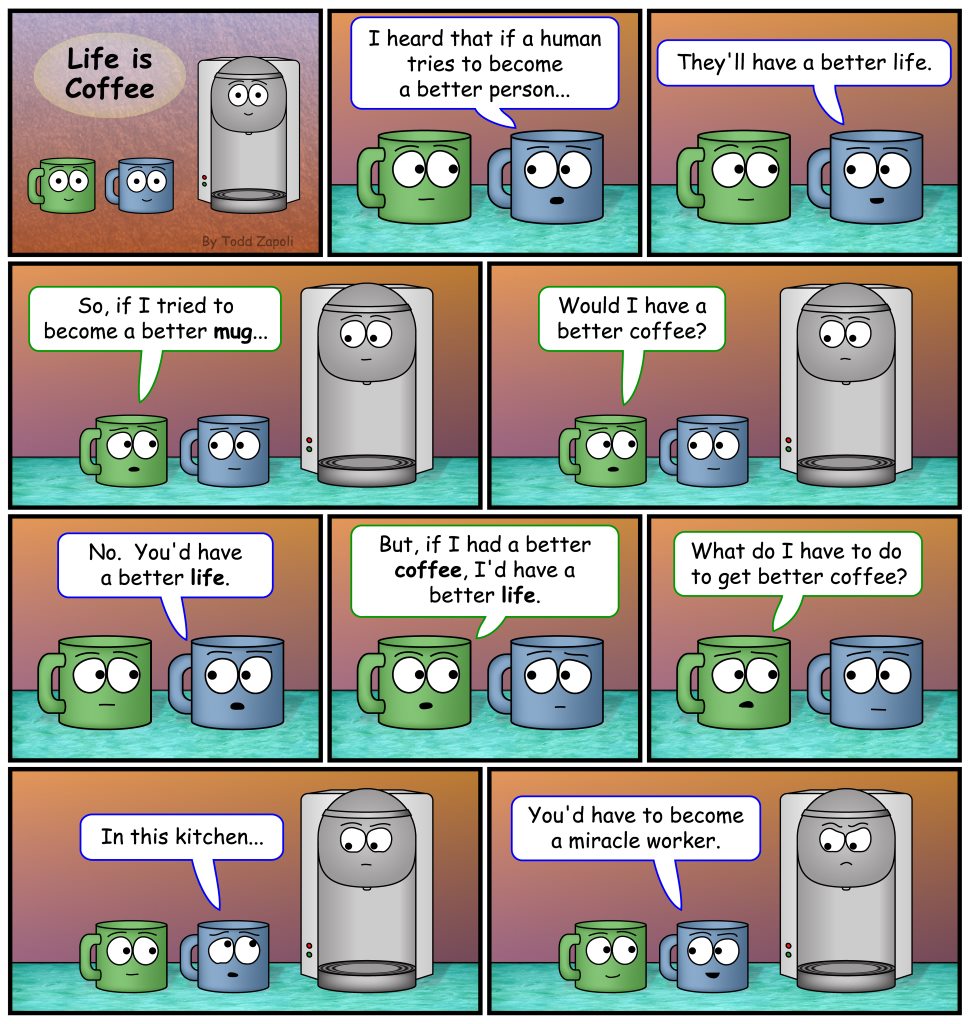 Life is
Coffee
By Todd Zapoli
I heard that if a human
tries to become
a better person...
They'll have a better life.
So, if I tried to
become a better mug...
Would I have a
better coffee?
No. You'd have
a better life.
But, if I had a better
coffee, I'd have a
better life.
What do I have to do
to get better coffee?
In this kitchen...
You'd have to become
a miracle worker.